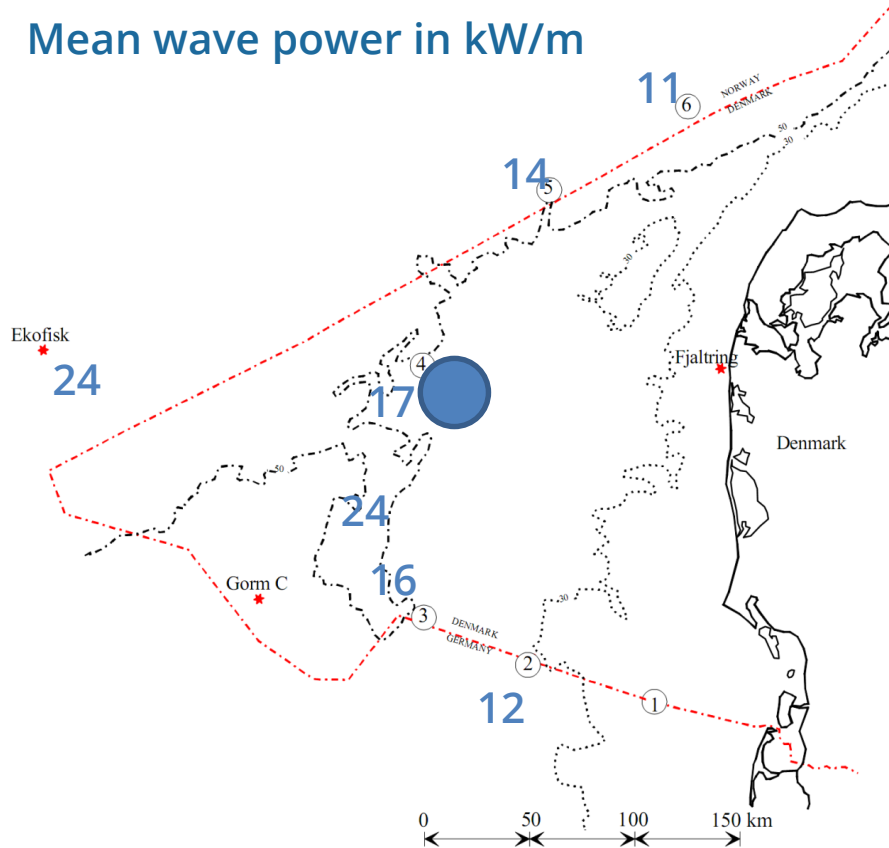 Mean wave power in kW/m
11
6
NORWAY
DENMARK
50
30
14
5
30
Ekofisk
24
4
Fjaltring
17
Denmark
50
24
Gorm C
16
30
3
DENMARK
GERMANY
2
12
1
0 50 100 150 km